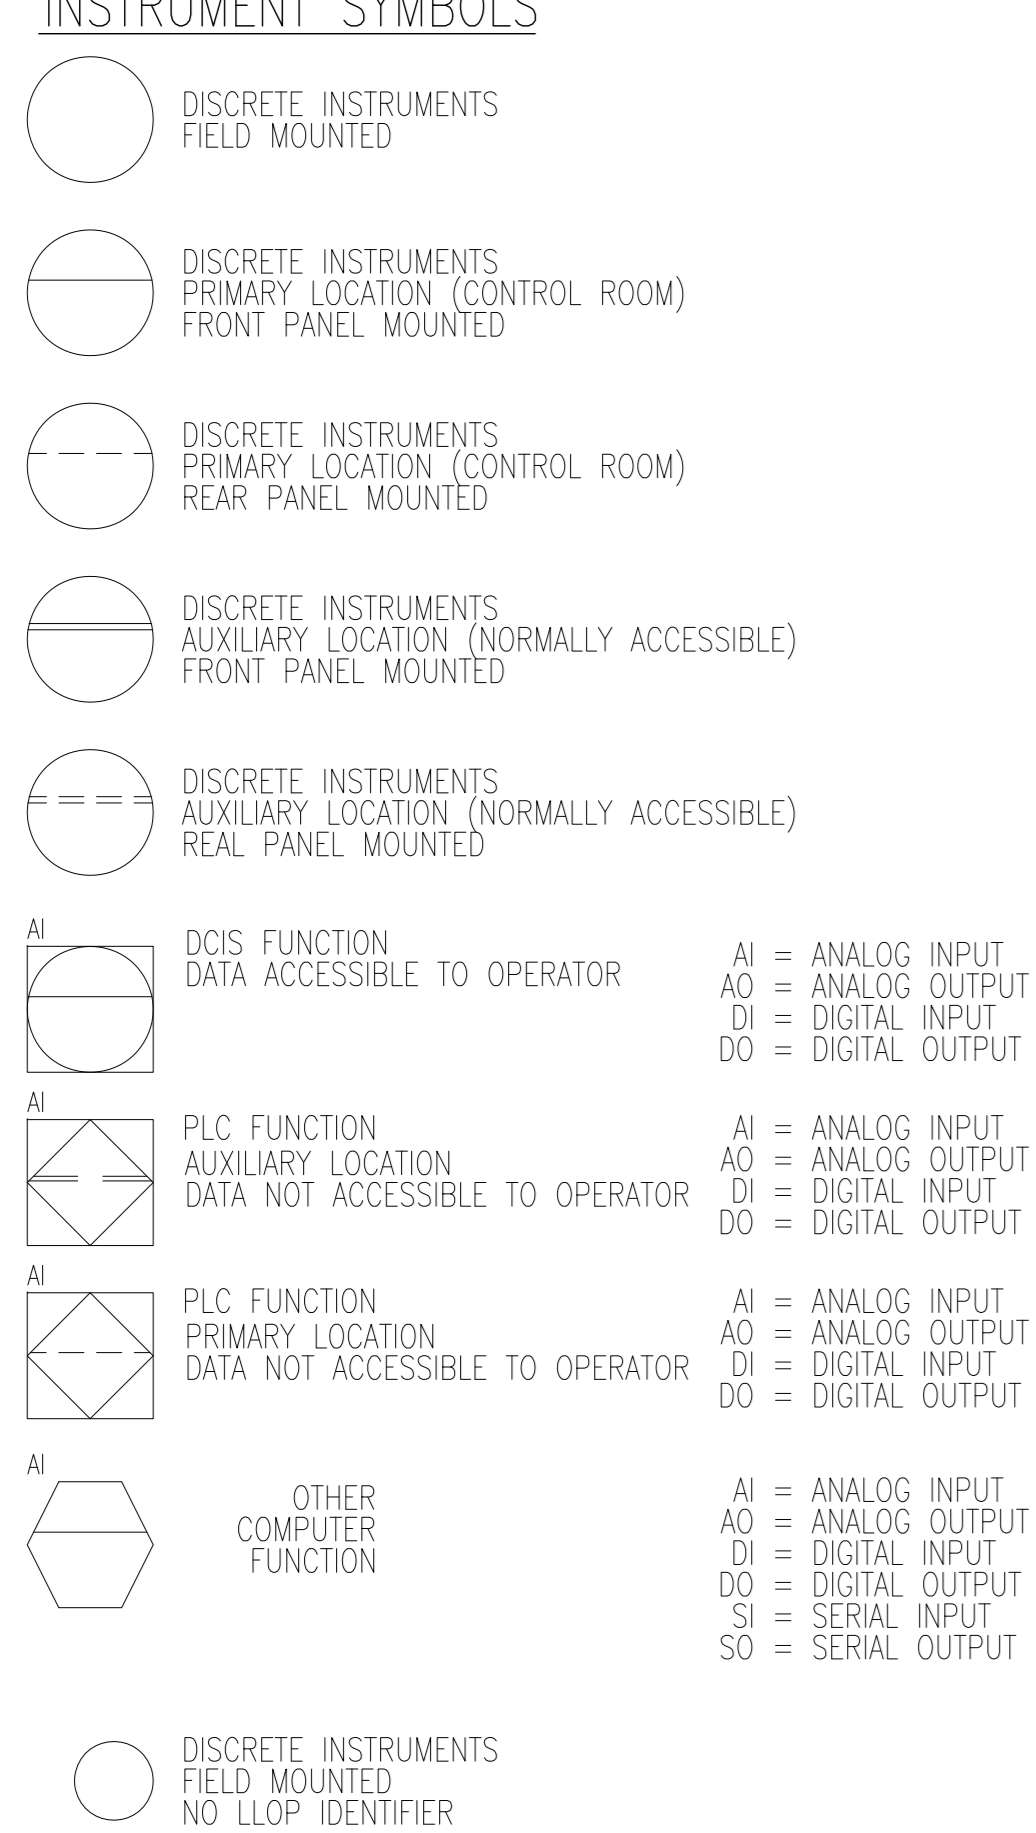 INSTRUMENT SYMBOLS
DISCRETE INSTRUMENTS
FIELD MOUNTED
DISCRETE INSTRUMENTS
PRIMARY LOCATION (CONTROL ROOM)
FRONT PANEL MOUNTED
DISCRETE INSTRUMENTS
PRIMARY LOCATION (CONTROL ROOM)
REAR PANEL MOUNTED
DISCRETE INSTRUMENTS
AUXILIARY LOCATION (NORMALLY ACCESSIBLE)
FRONT PANEL MOUNTED
DISCRETE INSTRUMENTS
AUXILIARY LOCATION (NORMALLY ACCESSIBLE)
REAL PANEL MOUNTED
AI
DCIS FUNCTION
DATA ACCESSIBLE TO OPERATOR
AI = ANALOG INPUT
AO = ANALOG OUTPUT
DI = DIGITAL INPUT
DO = DIGITAL OUTPUT
AI
PLC FUNCTION
AUXILIARY LOCATION
DATA NOT ACCESSIBLE TO OPERATOR
AI = ANALOG INPUT
AO = ANALOG OUTPUT
DI = DIGITAL INPUT
DO = DIGITAL OUTPUT
AI
PLC FUNCTION
PRIMARY LOCATION
DATA NOT ACCESSIBLE TO OPERATOR
AI = ANALOG INPUT
AO = ANALOG OUTPUT
DI = DIGITAL INPUT
DO = DIGITAL OUTPUT
AI
OTHER
COMPUTER
FUNCTION
AI = ANALOG INPUT
AO = ANALOG OUTPUT
DI = DIGITAL INPUT
DO = DIGITAL OUTPUT
SI = SERIAL INPUT
SO = SERIAL OUTPUT
DISCRETE INSTRUMENTS
FIELD MOUNTED
NO LLOP IDENTIFIER